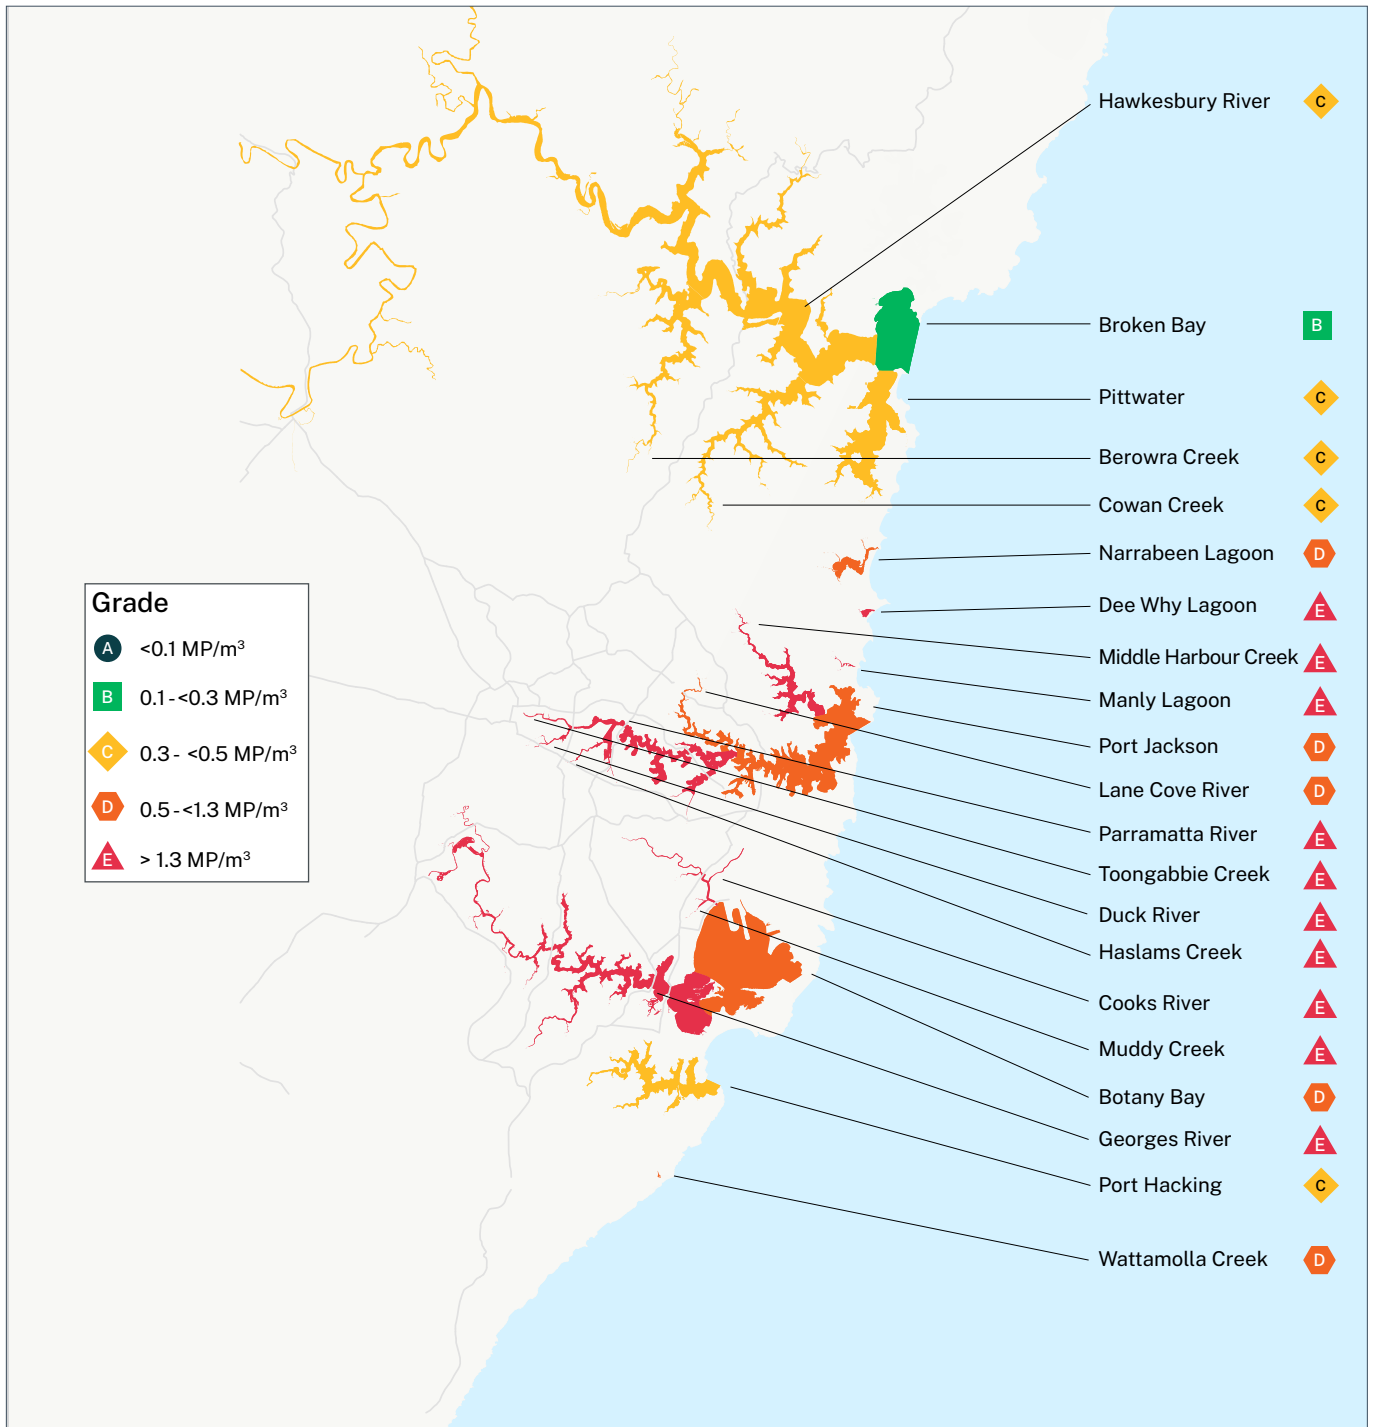 Hawkesbury River C
Broken Bay B
Pittwater C
Berowra Creek C
Cowan Creek C
Narrabeen Lagoon D
Dee Why Lagoon E
Middle Harbour Creek E
Manly Lagoon E
Port Jackson D
Lane Cove River D
Parramatta River E
Toongabbie Creek E
Duck River E
Haslams Creek E
Cooks River E
Muddy Creek E
Botany Bay D
Georges River E
Port Hacking C
Wattamolla Creek D
Grade
A <0.1 MP/m³
B 0.1 - <0.3 MP/m³
C 0.3 - <0.5 MP/m³
D 0.5 - <1.3 MP/m³
E > 1.3 MP/m³